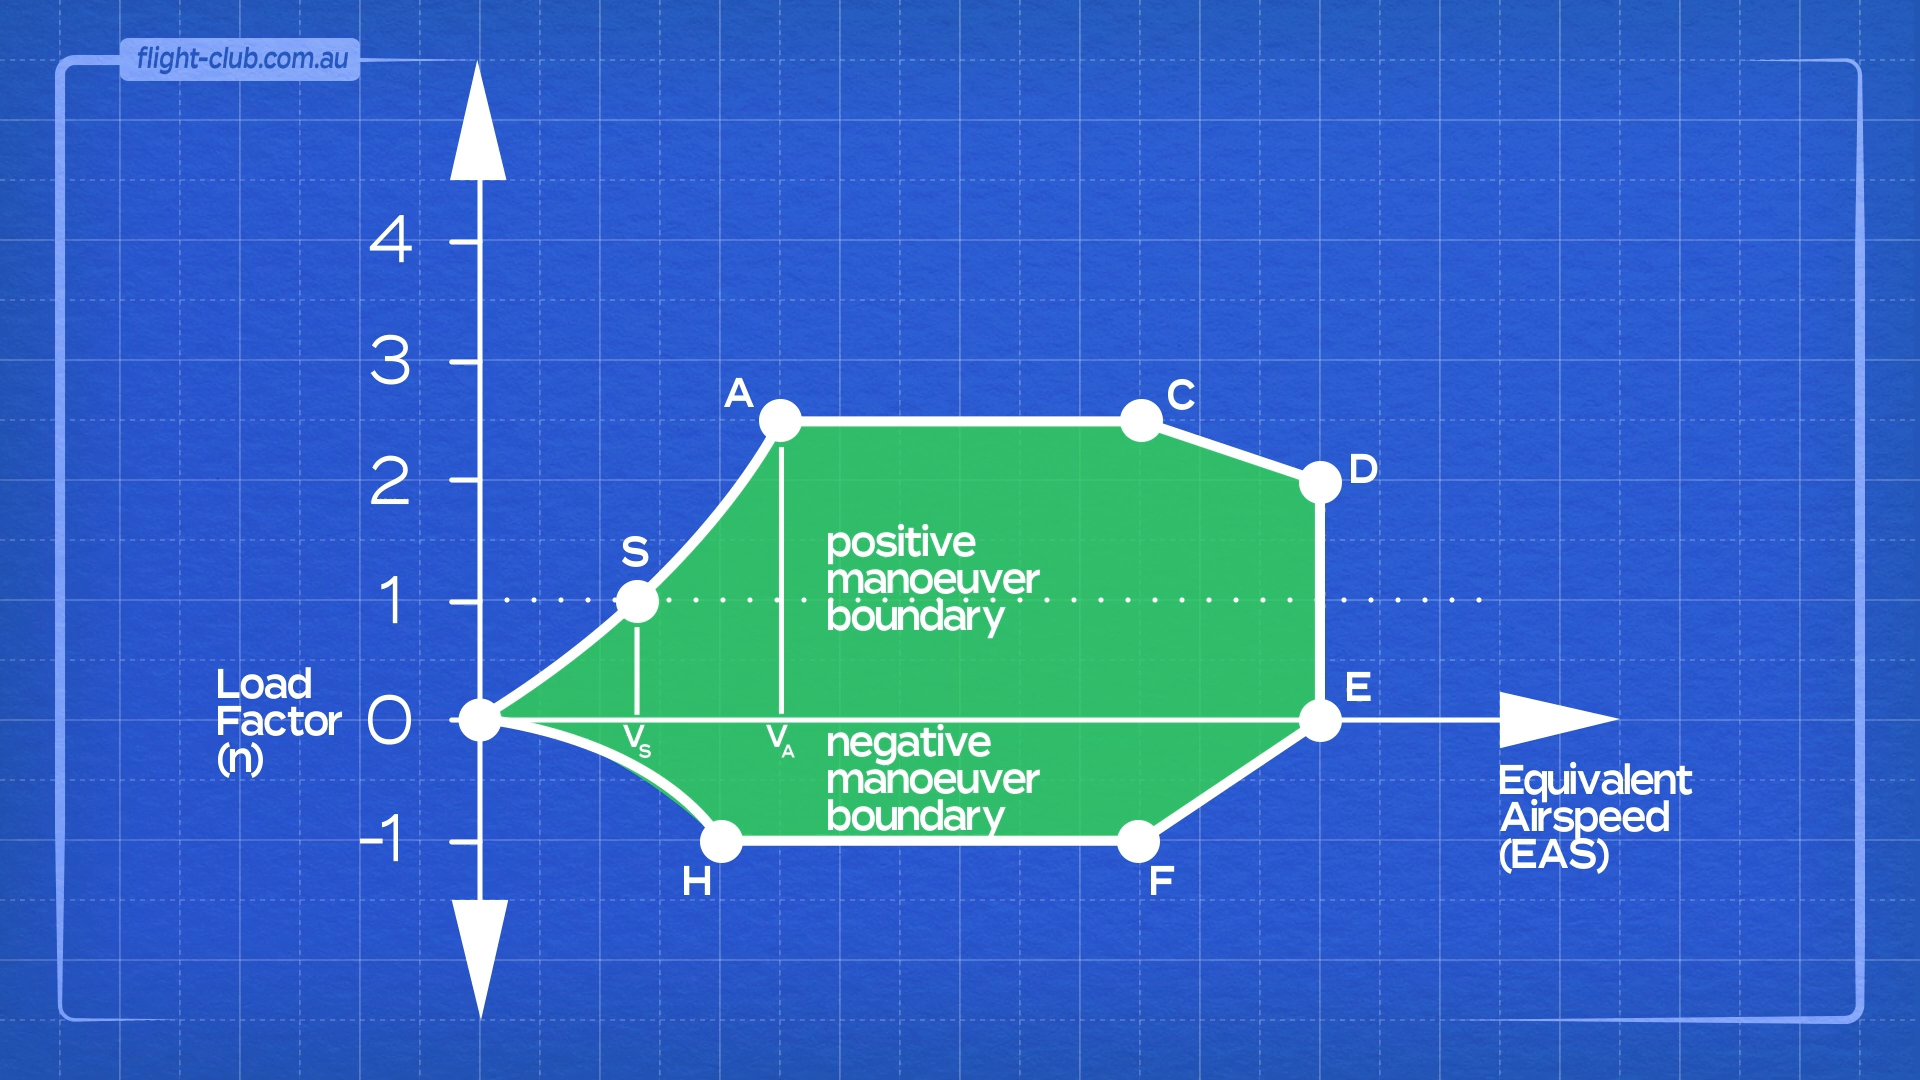 flight-club.com.au
4
3
2
1
0
-1
Load
Factor
(n)
A
C
D
S
E
H
F
positive
manoeuver
boundary
VS
VA
negative
manoeuver
boundary
Equivalent
Airspeed
(EAS)